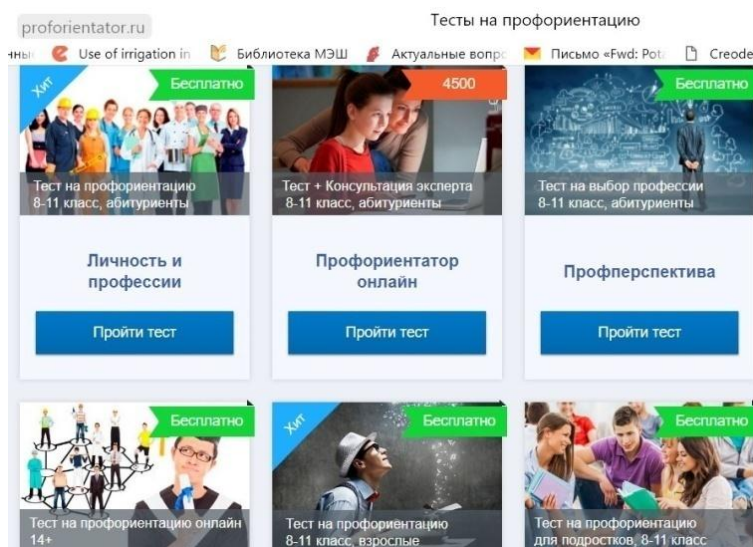 proforientator.ru
Тесты на профориентацию
Use of irrigation in
Библиотека МЭШ
Актуальные вопрос
Письмо «Fwd: Pot
Creode
Хит
Бесплатно
Тест на профориентацию
8-11 класс, абитуриенты
Личность и
профессии
Пройти тест
4500
Тест + Консультация эксперта
8-11 класс, абитуриенты
Профориентатор
онлайн
Пройти тест
Бесплатно
Тест на выбор профессии
8-11 класс, абитуриенты
Профперспектива
Пройти тест
Бесплатно
Тест на профориентацию онлайн
14+
Хит
Бесплатно
Тест на профориентацию
8-11 класс, взрослые
Бесплатно
Тест на профориентацию
для подростков, 8-11 класс